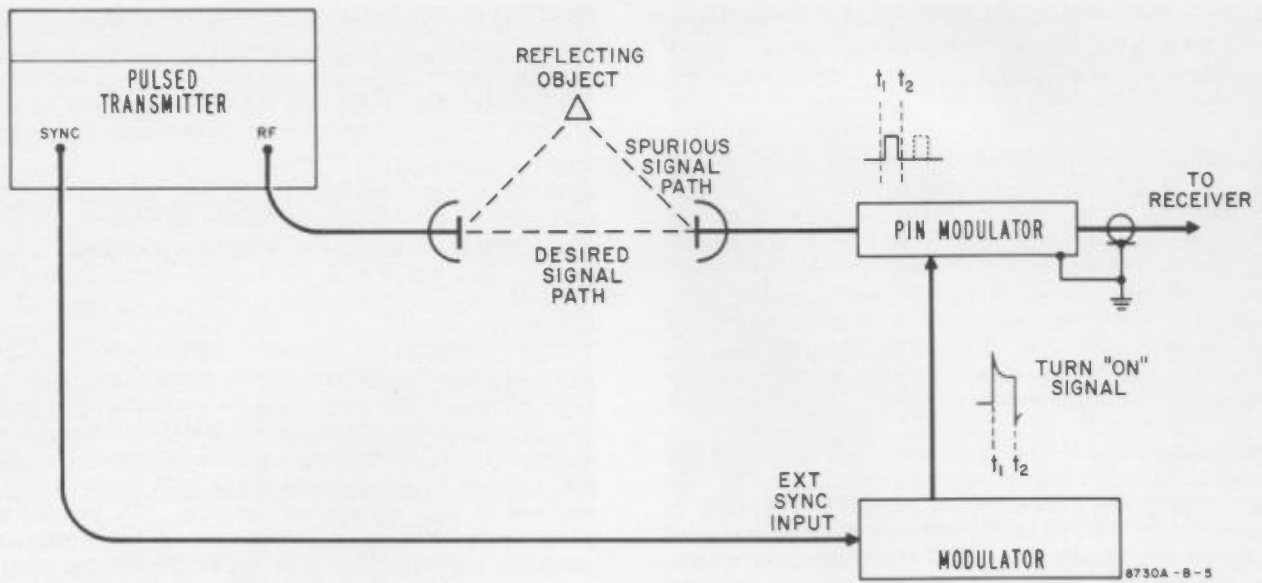 PULSED
TRANSMITTER
SYNC
RF
REFLECTING
OBJECT
SPURIOUS
SIGNAL
PATH
DESIRED
SIGNAL
PATH
t1 t2
PIN MODULATOR
TO
RECEIVER
TURN "ON"
SIGNAL
t1 t2
EXT
SYNC
INPUT
MODULATOR
8730A-B-5